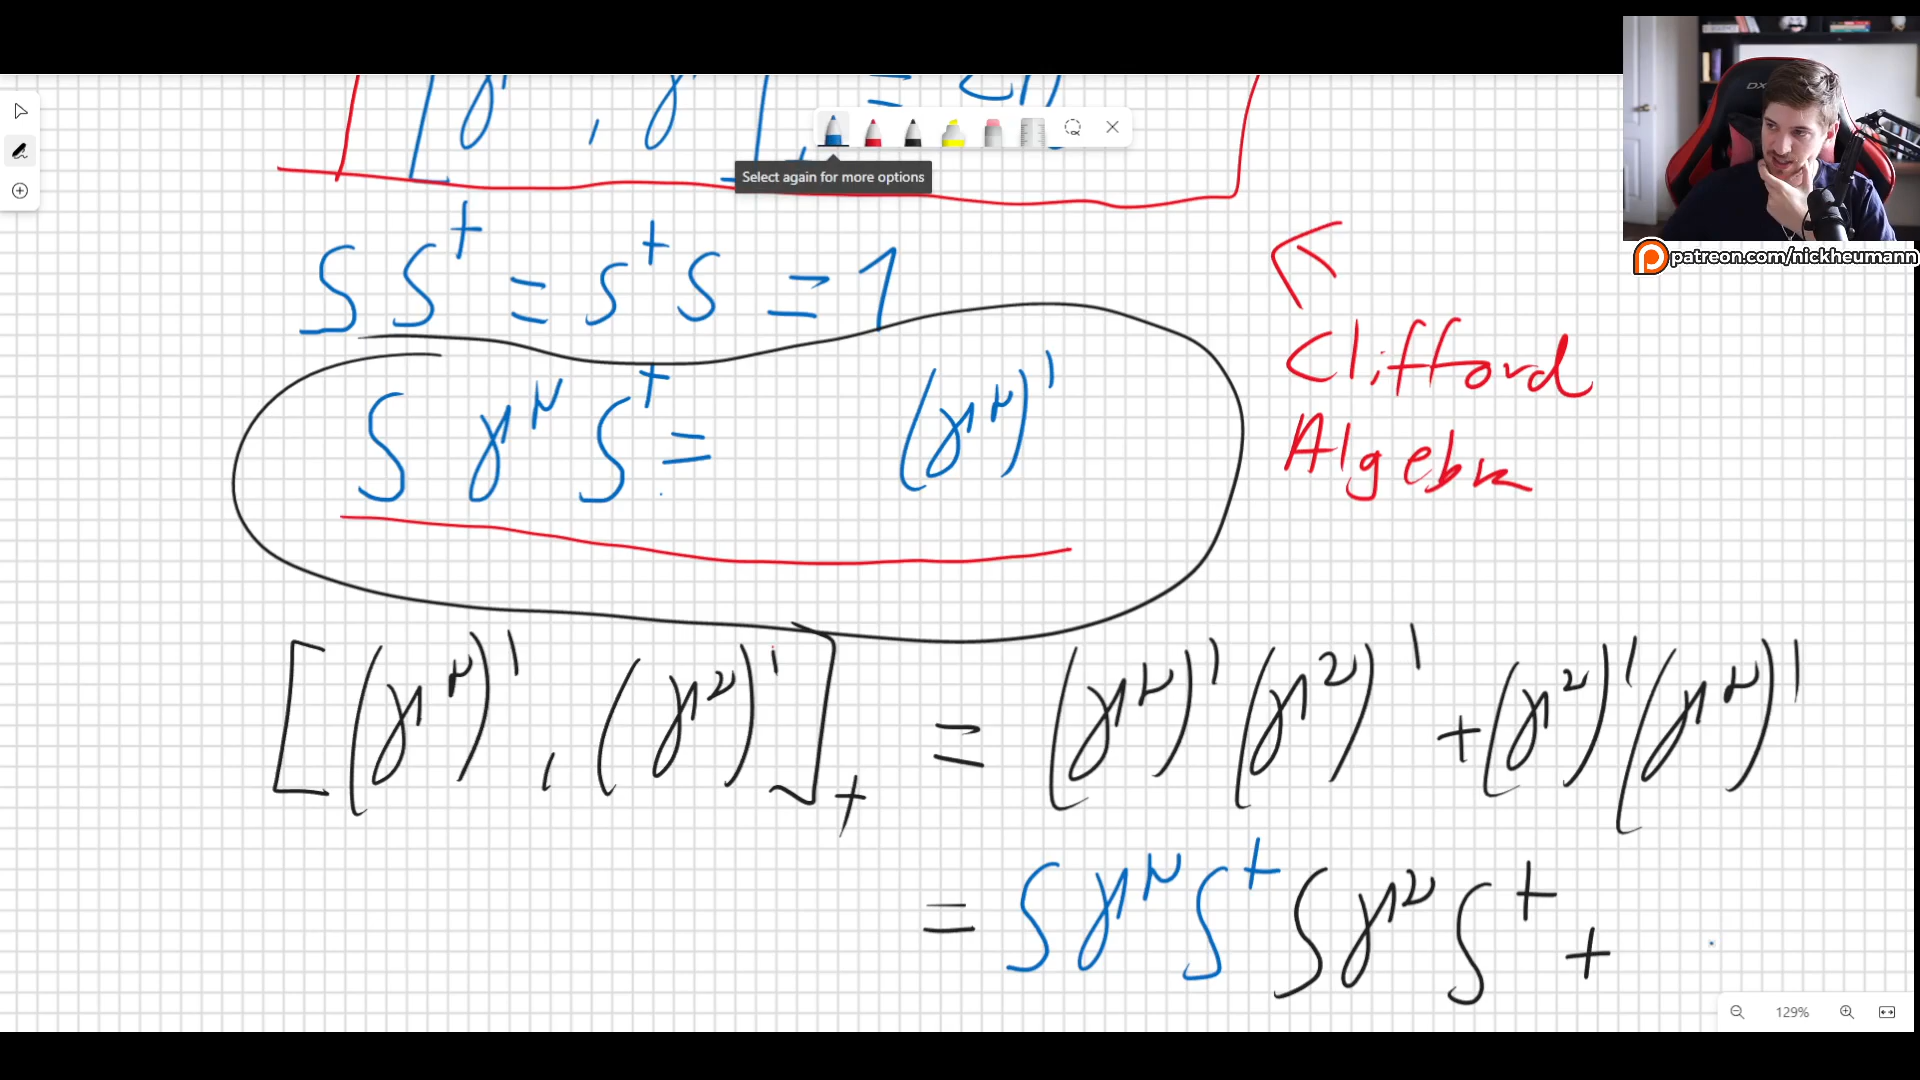 [γ , γ ] =
Select again for more options
patreon.com/nickheumann
S S† = S† S = 1
Clifford
Algebra
S γ^μ S† = (γ^μ)'
[(γ^μ)', (γ^ν)']₊ = (γ^μ)' (γ^ν)' + (γ^ν)' (γ^μ)'
= S γ^μ S† S γ^ν S† +
129%